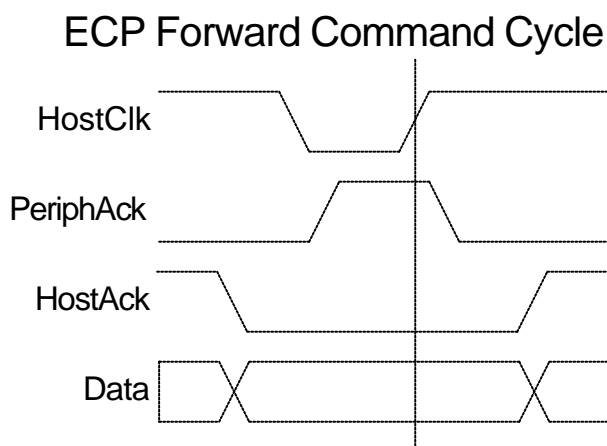 ECP Forward Command Cycle
HostClk
PeriphAck
HostAck
Data